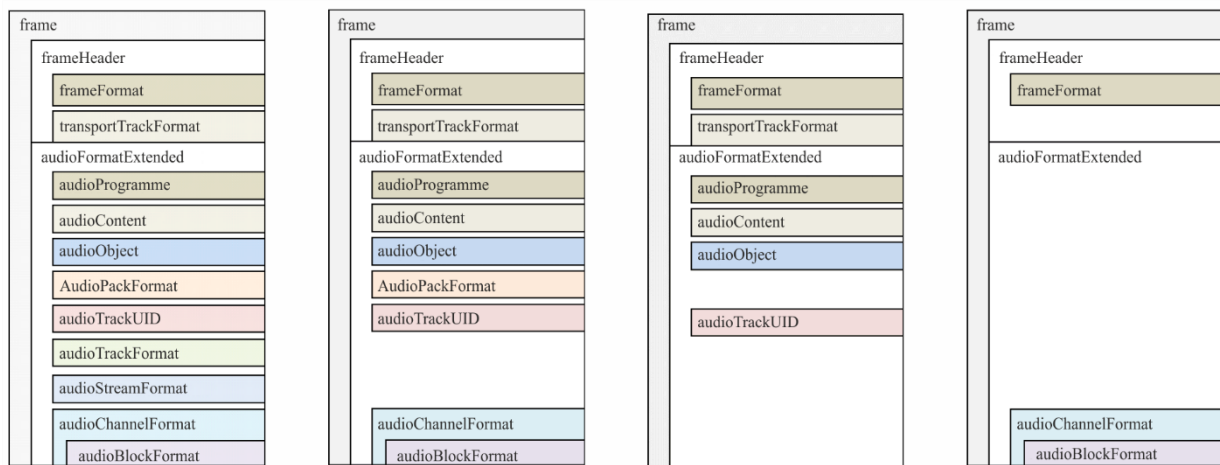 frame
frameHeader
frameFormat
transportTrackFormat
audioFormatExtended
audioProgramme
audioContent
audioObject
AudioPackFormat
audioTrackUID
audioTrackFormat
audioStreamFormat
audioChannelFormat
audioBlockFormat
frame
frameHeader
frameFormat
transportTrackFormat
audioFormatExtended
audioProgramme
audioContent
audioObject
AudioPackFormat
audioTrackUID
audioChannelFormat
audioBlockFormat
frame
frameHeader
frameFormat
transportTrackFormat
audioFormatExtended
audioProgramme
audioContent
audioObject
audioTrackUID
frame
frameHeader
frameFormat
audioFormatExtended
audioChannelFormat
audioBlockFormat